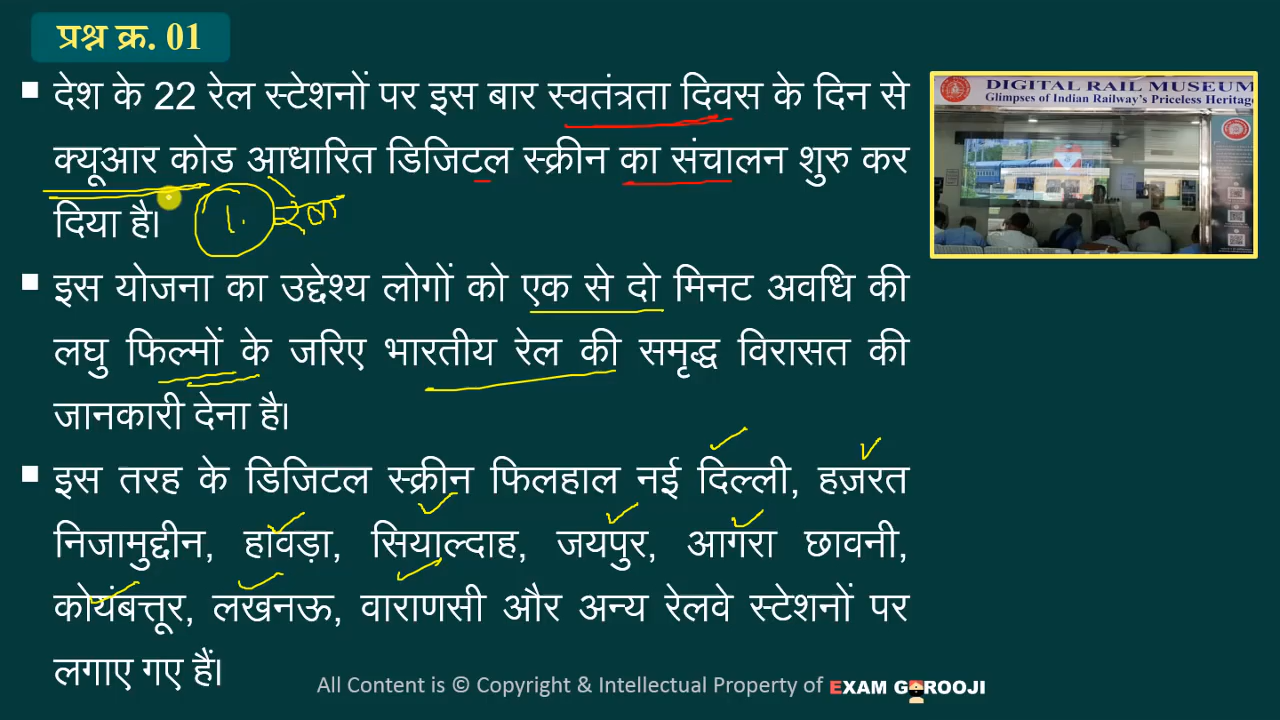 प्रश्न क्र. 01
देश के 22 रेल स्टेशनों पर इस बार स्वतंत्रता दिवस के दिन से
क्यूआर कोड आधारित डिजिटल स्क्रीन का संचालन शुरु कर
दिया है।
1. रेल
इस योजना का उद्देश्य लोगों को एक से दो मिनट अवधि की
लघु फिल्मों के जरिए भारतीय रेल की समृद्ध विरासत की
जानकारी देना है।
इस तरह के डिजिटल स्क्रीन फिलहाल नई दिल्ली, हज़रत
निजामुद्दीन, हावड़ा, सियाल्दाह, जयपुर, आगरा छावनी,
कोयंबत्तूर, लखनऊ, वाराणसी और अन्य रेलवे स्टेशनों पर
लगाए गए हैं।
DIGITAL RAIL MUSEUM
Glimpses of Indian Railway's Priceless Heritage
All Content is © Copyright & Intellectual Property of EXAM GUROOJI